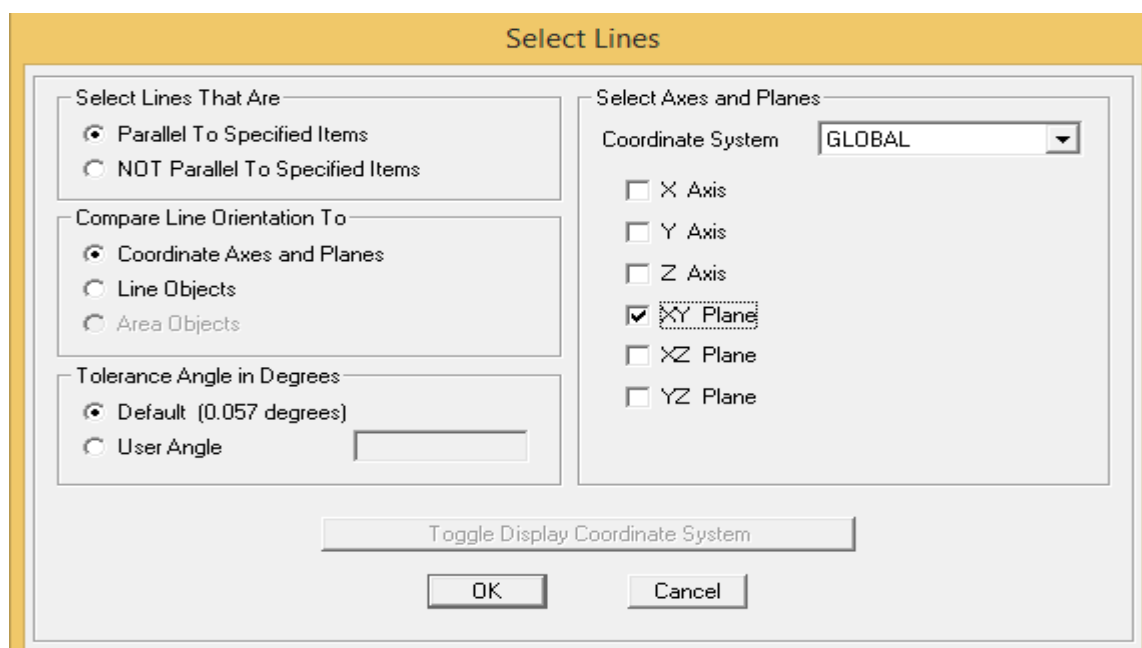 Select Lines
Select Lines That Are
Parallel To Specified Items
NOT Parallel To Specified Items
Compare Line Orientation To
Coordinate Axes and Planes
Line Objects
Area Objects
Tolerance Angle in Degrees
Default (0.057 degrees)
User Angle
Select Axes and Planes
Coordinate System GLOBAL
X Axis
Y Axis
Z Axis
XY Plane
XZ Plane
YZ Plane
Toggle Display Coordinate System
OK Cancel